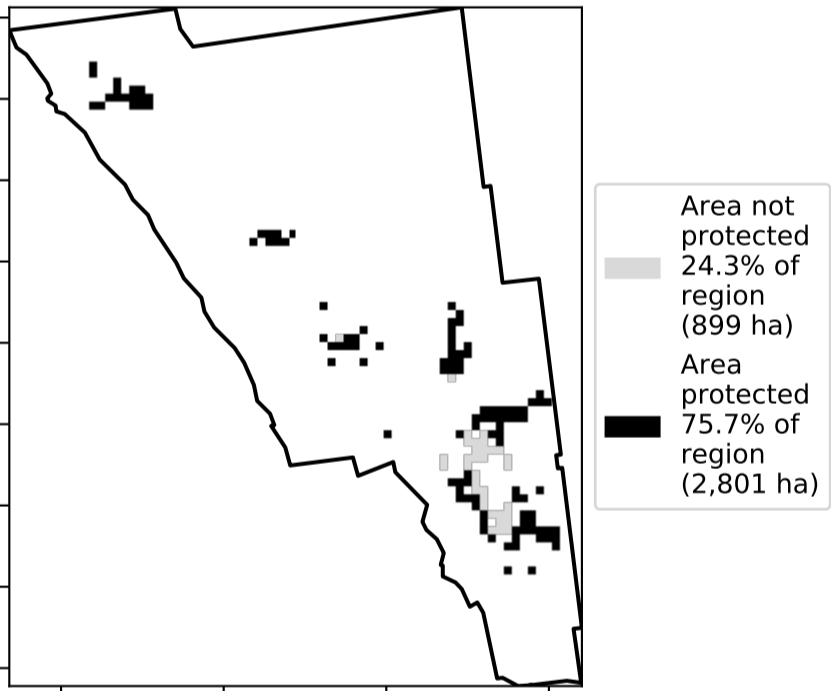 Area not
protected
24.3% of
region
(899 ha)
Area
protected
75.7% of
region
(2,801 ha)